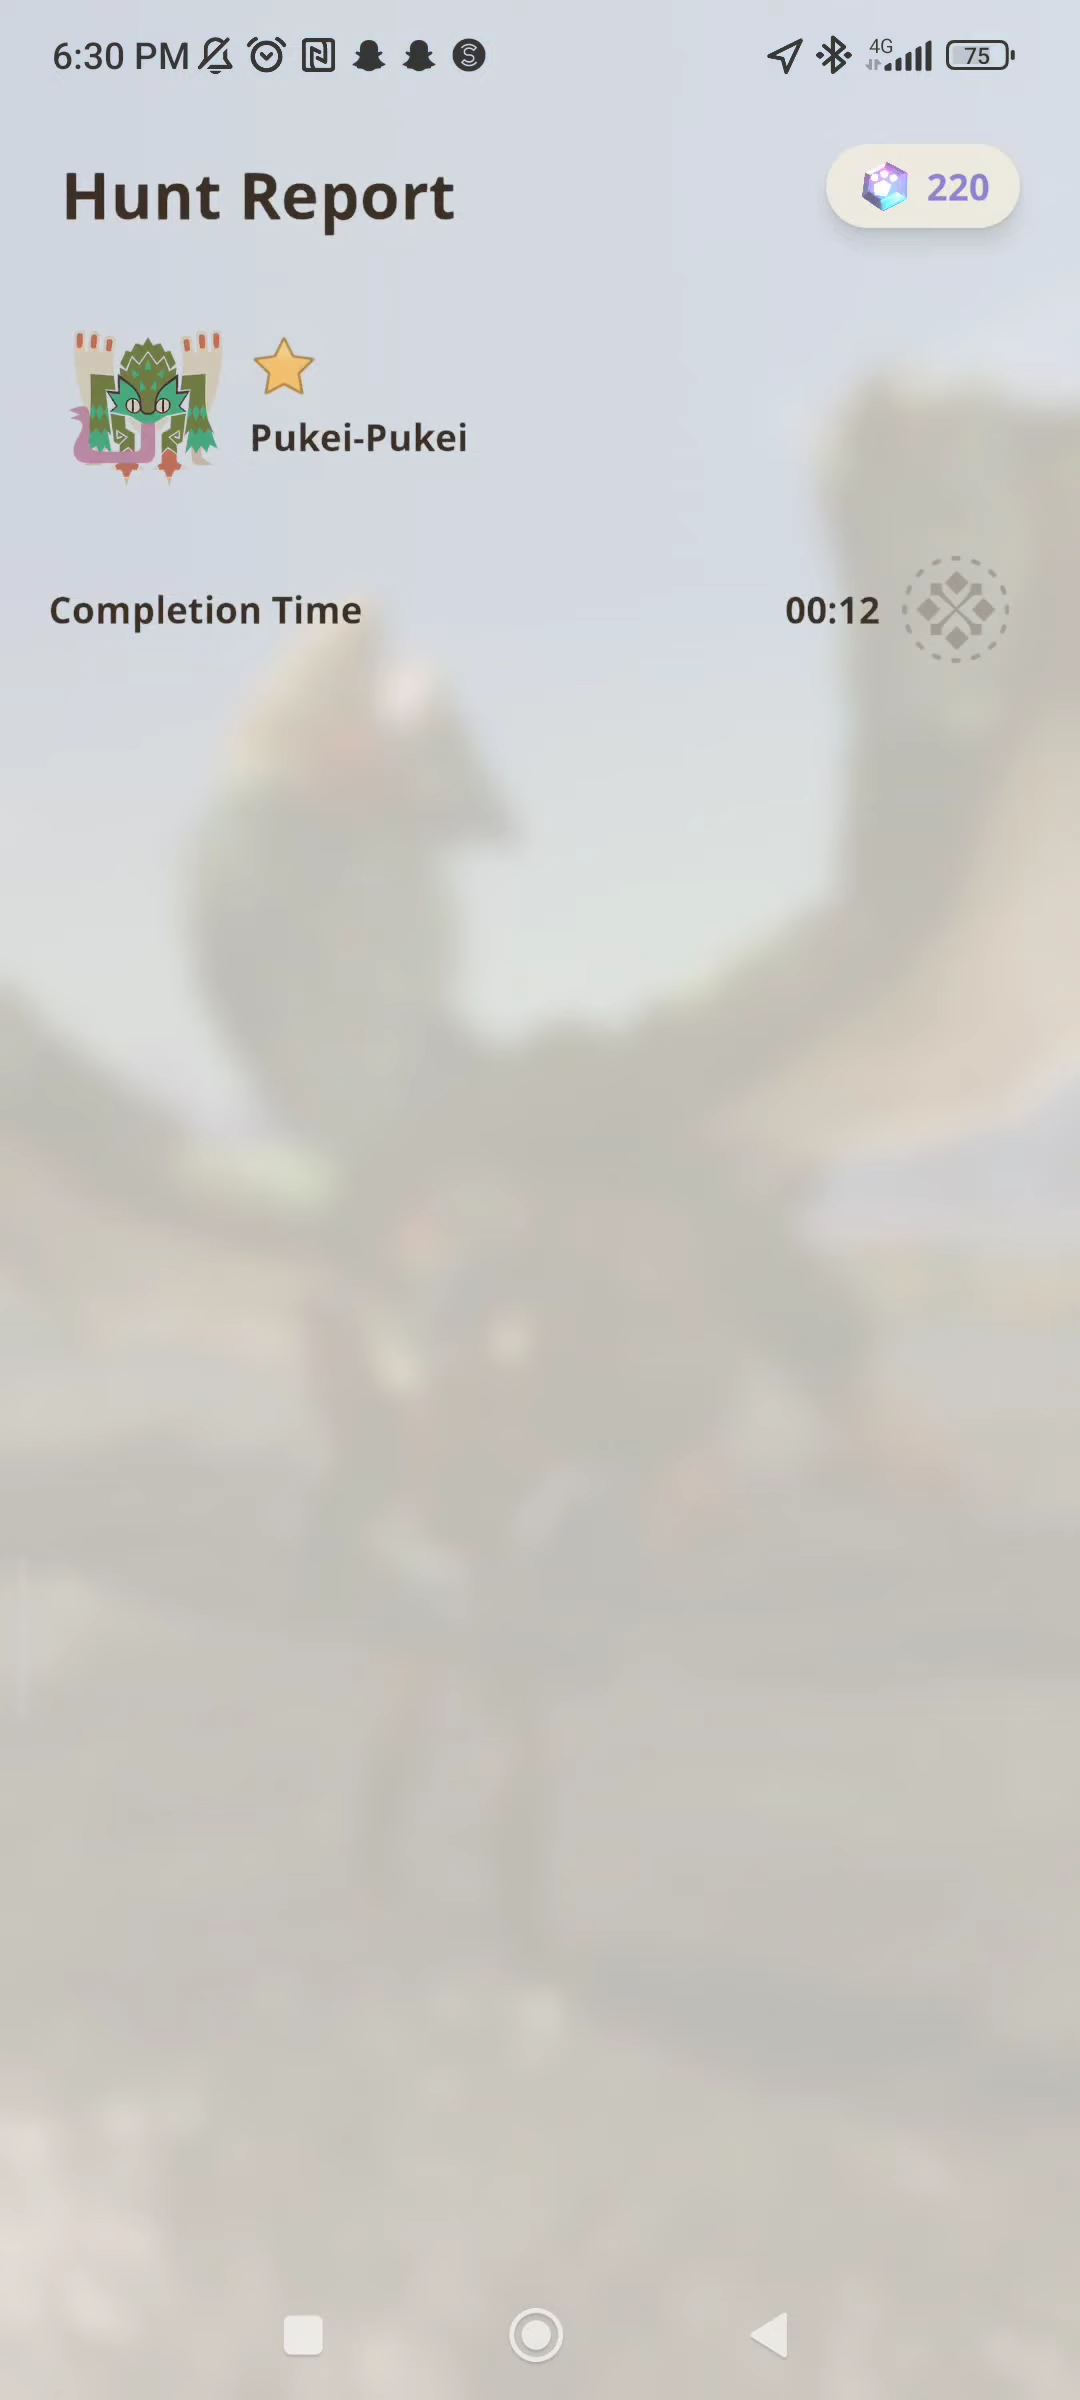 6:30 PM
4G
75
Hunt Report
220
Pukei-Pukei
Completion Time
00:12